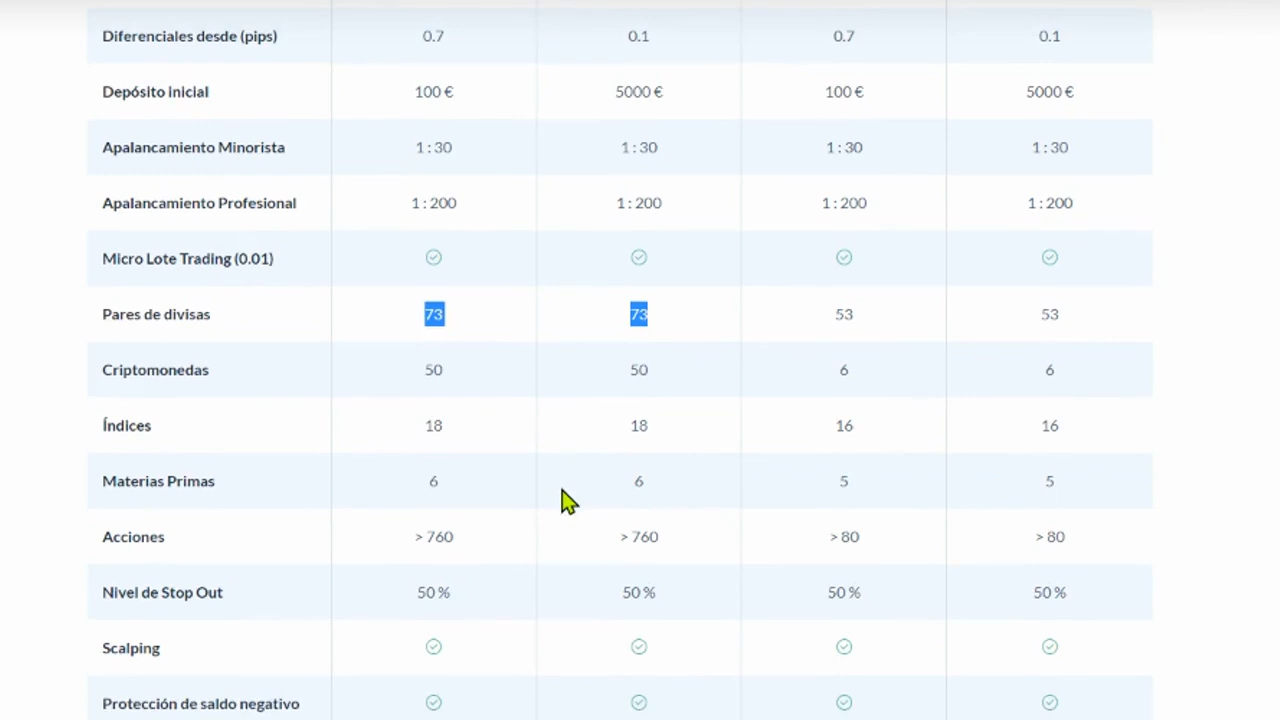 Diferenciales desde (pips) 0.7 0.1 0.7 0.1
Depósito inicial 100 € 5000 € 100 € 5000 €
Apalancamiento Minorista 1 : 30 1 : 30 1 : 30 1 : 30
Apalancamiento Profesional 1 : 200 1 : 200 1 : 200 1 : 200
Micro Lote Trading (0.01)
Pares de divisas 73 73 53 53
Criptomonedas 50 50 6 6
Índices 18 18 16 16
Materias Primas 6 6 5 5
Acciones > 760 > 760 > 80 > 80
Nivel de Stop Out 50 % 50 % 50 % 50 %
Scalping
Protección de saldo negativo